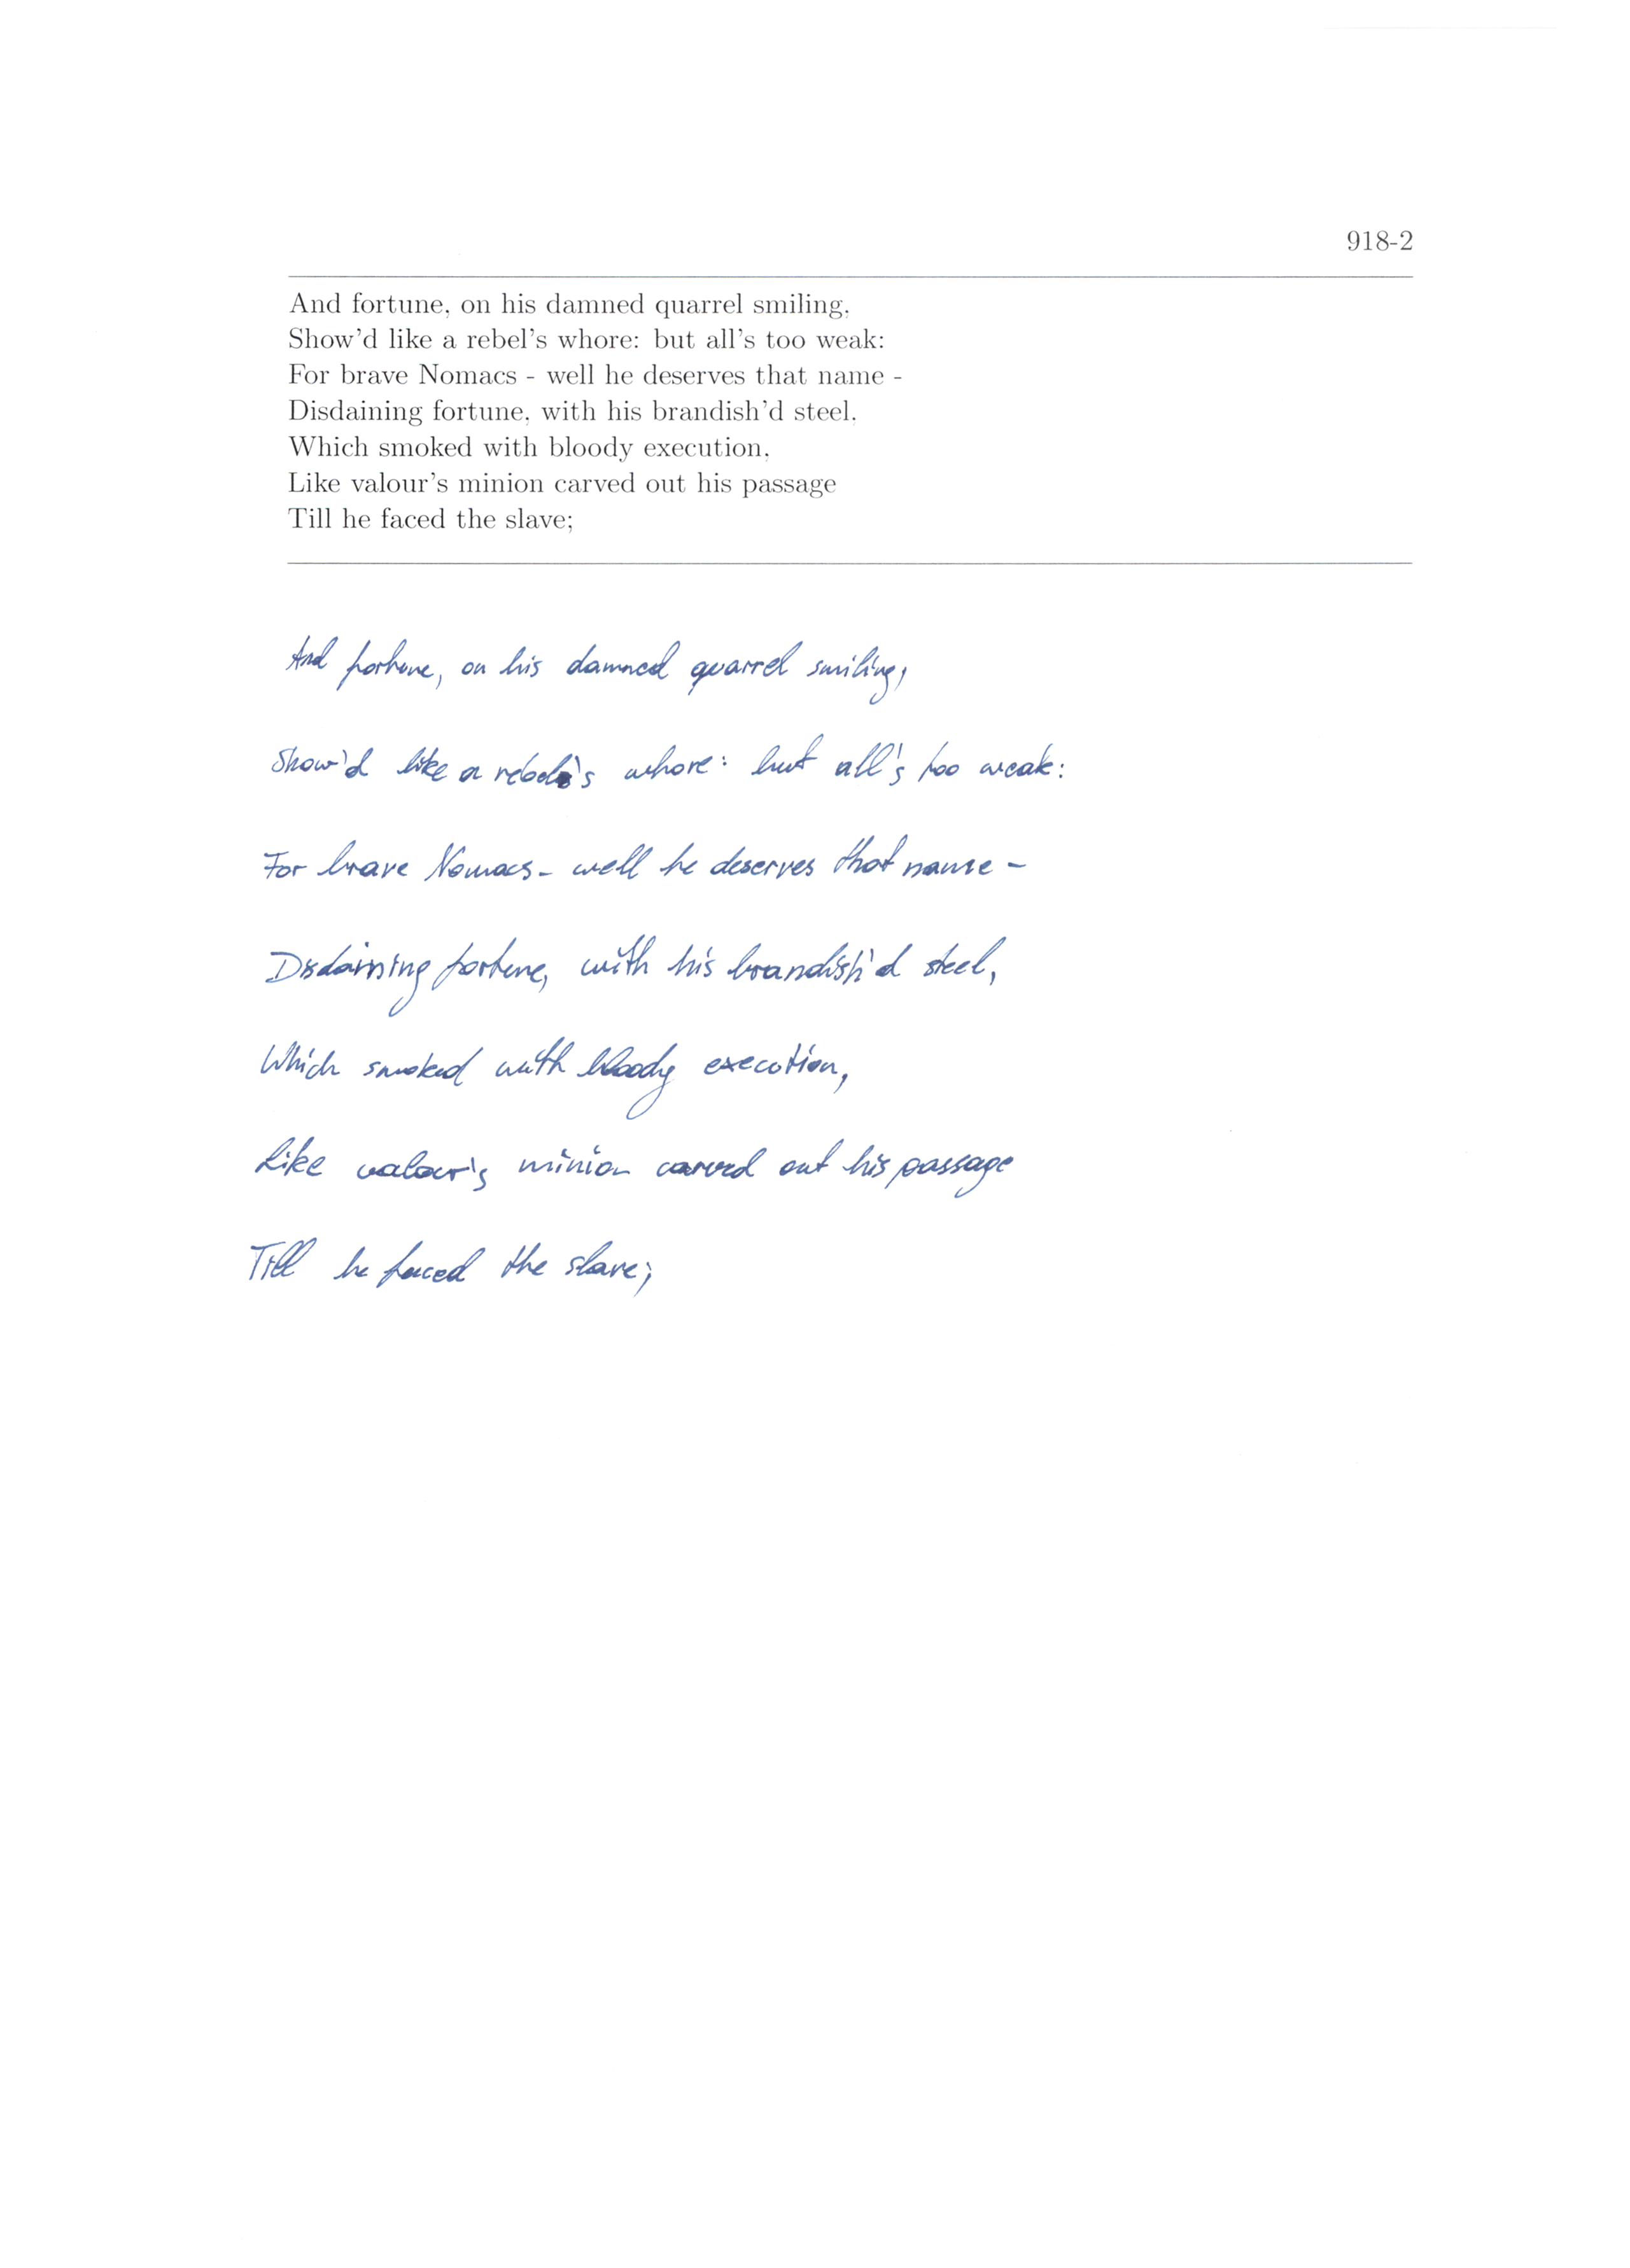 918-2
And fortune, on his damned quarrel smiling,
Show'd like a rebel's whore: but all's too weak:
For brave Nomacs - well he deserves that name -
Disdaining fortune, with his brandish'd steel,
Which smoked with bloody execution,
Like valour's minion carved out his passage
Till he faced the slave;
And fortune, on his damned quarrel smiling,
Show'd like a rebel's whore: but all's too weak:
For brave Nomacs - well he deserves that name -
Disdaining fortune, with his brandish'd steel,
Which smoked with bloody execution,
Like valour's minion carved out his passage
Till he faced the slave;